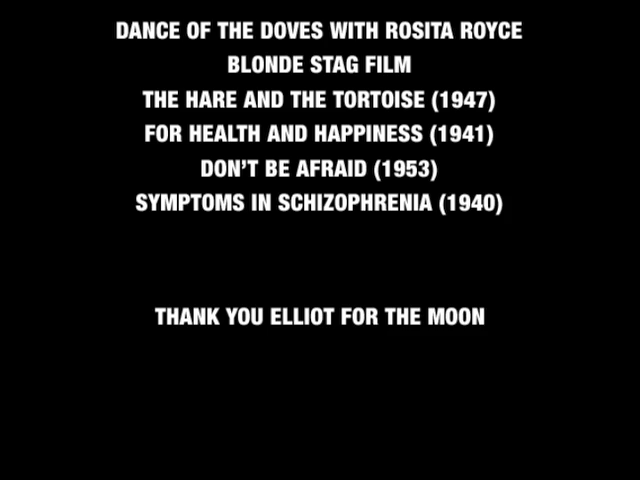 DANCE OF THE DOVES WITH ROSITA ROYCE
BLONDE STAG FILM
THE HARE AND THE TORTOISE (1947)
FOR HEALTH AND HAPPINESS (1941)
DON'T BE AFRAID (1953)
SYMPTOMS IN SCHIZOPHRENIA (1940)
THANK YOU ELLIOT FOR THE MOON